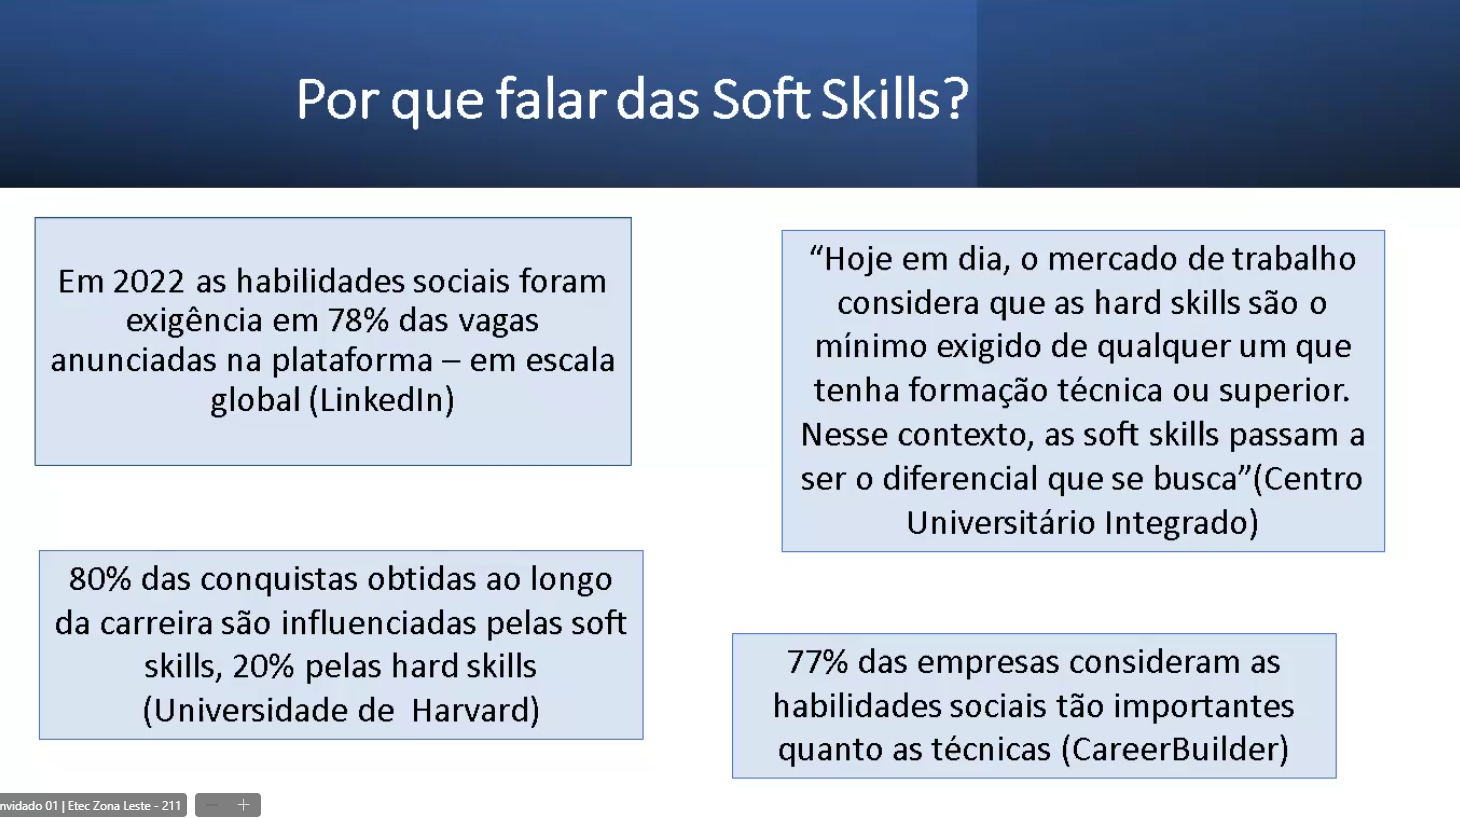 Por que falar das Soft Skills?
Em 2022 as habilidades sociais foram
exigência em 78% das vagas
anunciadas na plataforma – em escala
global (LinkedIn)
80% das conquistas obtidas ao longo
da carreira são influenciadas pelas soft
skills, 20% pelas hard skills
(Universidade de  Harvard)
“Hoje em dia, o mercado de trabalho
considera que as hard skills são o
mínimo exigido de qualquer um que
tenha formação técnica ou superior.
Nesse contexto, as soft skills passam a
ser o diferencial que se busca”(Centro
Universitário Integrado)
77% das empresas consideram as
habilidades sociais tão importantes
quanto as técnicas (CareerBuilder)
nvidado 01 | Etec Zona Leste - 211